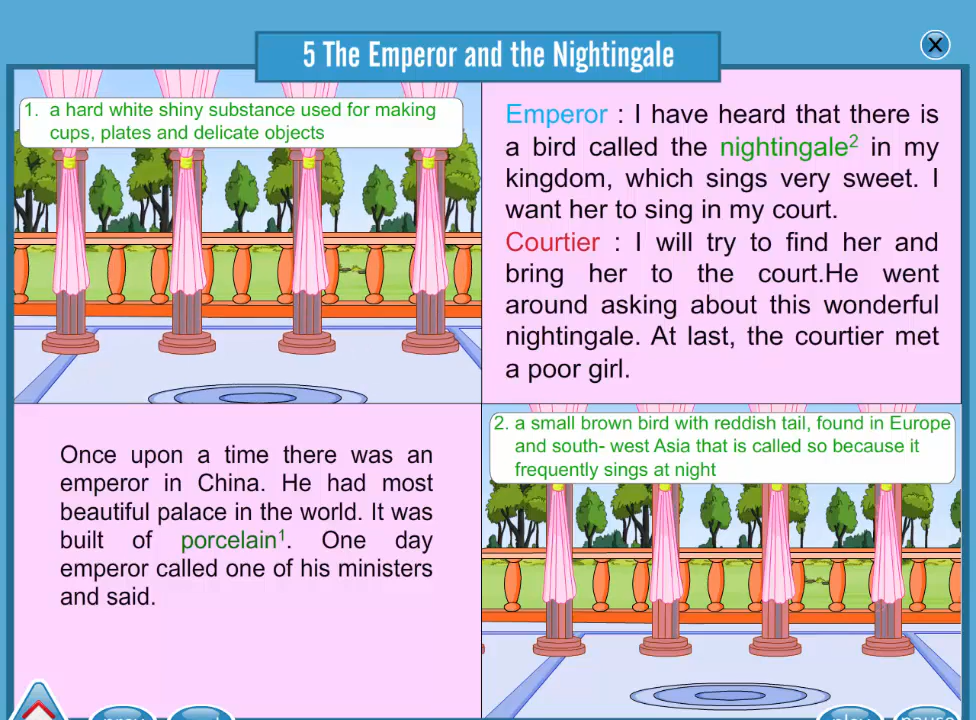 5 The Emperor and the Nightingale
1. a hard white shiny substance used for making
cups, plates and delicate objects
Once upon a time there was an
emperor in China. He had most
beautiful palace in the world. It was
built of porcelain¹. One day
emperor called one of his ministers
and said.
Emperor : I have heard that there is
a bird called the nightingale² in my
kingdom, which sings very sweet. I
want her to sing in my court.
Courtier : I will try to find her and
bring her to the court.He went
around asking about this wonderful
nightingale. At last, the courtier met
a poor girl.
2. a small brown bird with reddish tail, found in Europe
and south- west Asia that is called so because it
frequently sings at night